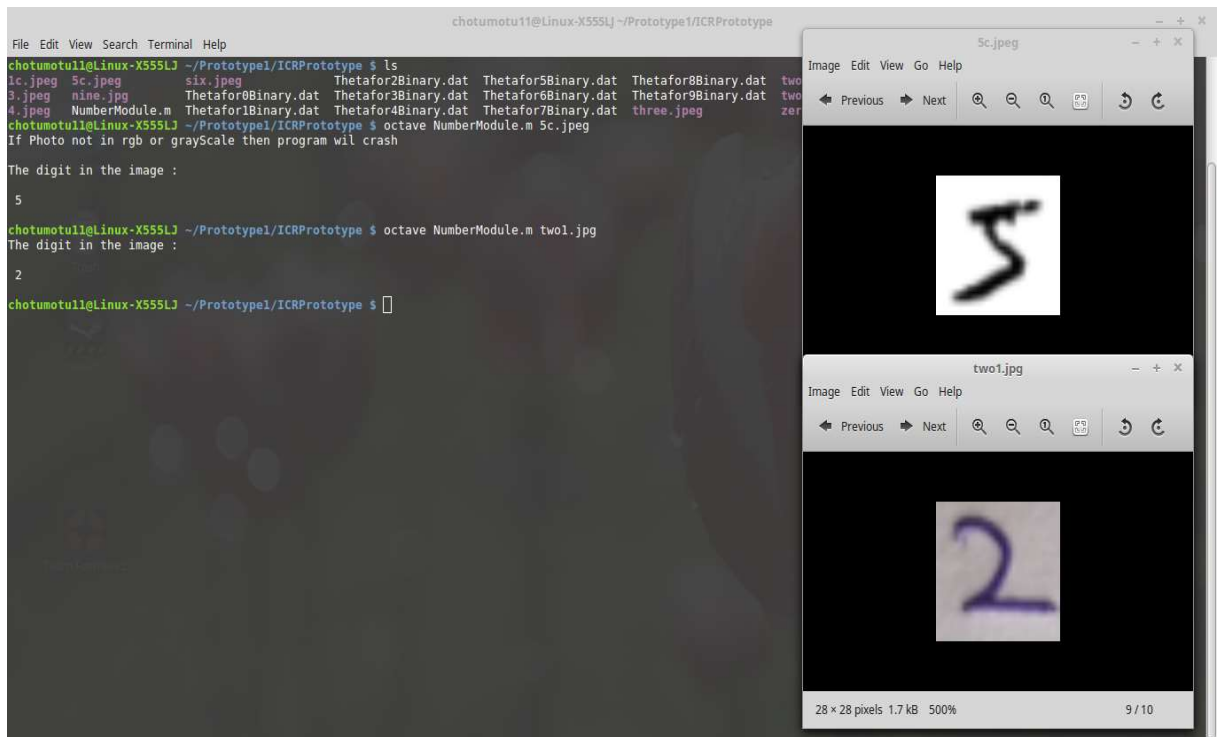 chotumotu11@Linux-X555LJ ~/Prototype1/ICRPrototype
File Edit View Search Terminal Help
chotumotu11@Linux-X555LJ ~/Prototype1/ICRPrototype $ ls
1c.jpeg 5c.jpeg six.jpeg Thetafor2Binary.dat Thetafor5Binary.dat Thetafor8Binary.dat two
3.jpeg nine.jpg Thetafor0Binary.dat Thetafor3Binary.dat Thetafor6Binary.dat Thetafor9Binary.dat two
4.jpeg NumberModule.m Thetafor1Binary.dat Thetafor4Binary.dat Thetafor7Binary.dat three.jpeg zer
chotumotu11@Linux-X555LJ ~/Prototype1/ICRPrototype $ octave NumberModule.m 5c.jpeg
If Photo not in rgb or grayScale then program wil crash
The digit in the image :
5
chotumotu11@Linux-X555LJ ~/Prototype1/ICRPrototype $ octave NumberModule.m two1.jpg
The digit in the image :
2
chotumotu11@Linux-X555LJ ~/Prototype1/ICRPrototype $
5c.jpeg
Image Edit View Go Help
Previous Next
5
two1.jpg
Image Edit View Go Help
Previous Next
2
28 × 28 pixels 1.7 kB 500% 9 / 10